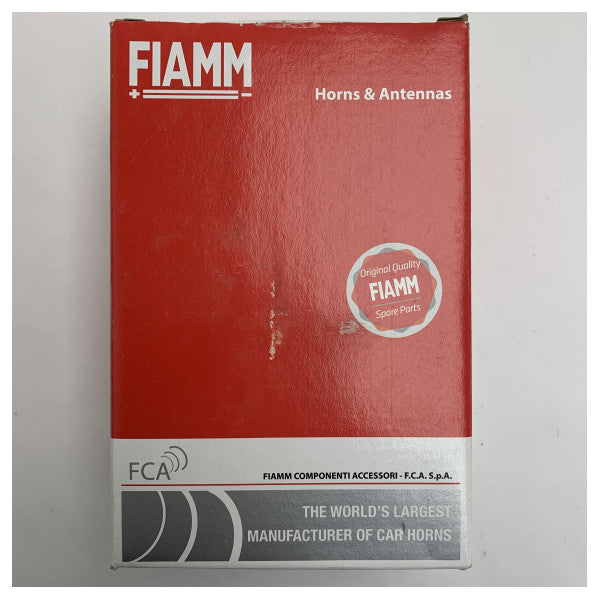 FIAMM
+ −
Horns & Antennas
Original Quality
FIAMM
Spare Parts
FCA
FIAMM COMPONENTI ACCESSORI - F.C.A. S.p.A.
THE WORLD'S LARGEST
MANUFACTURER OF CAR HORNS